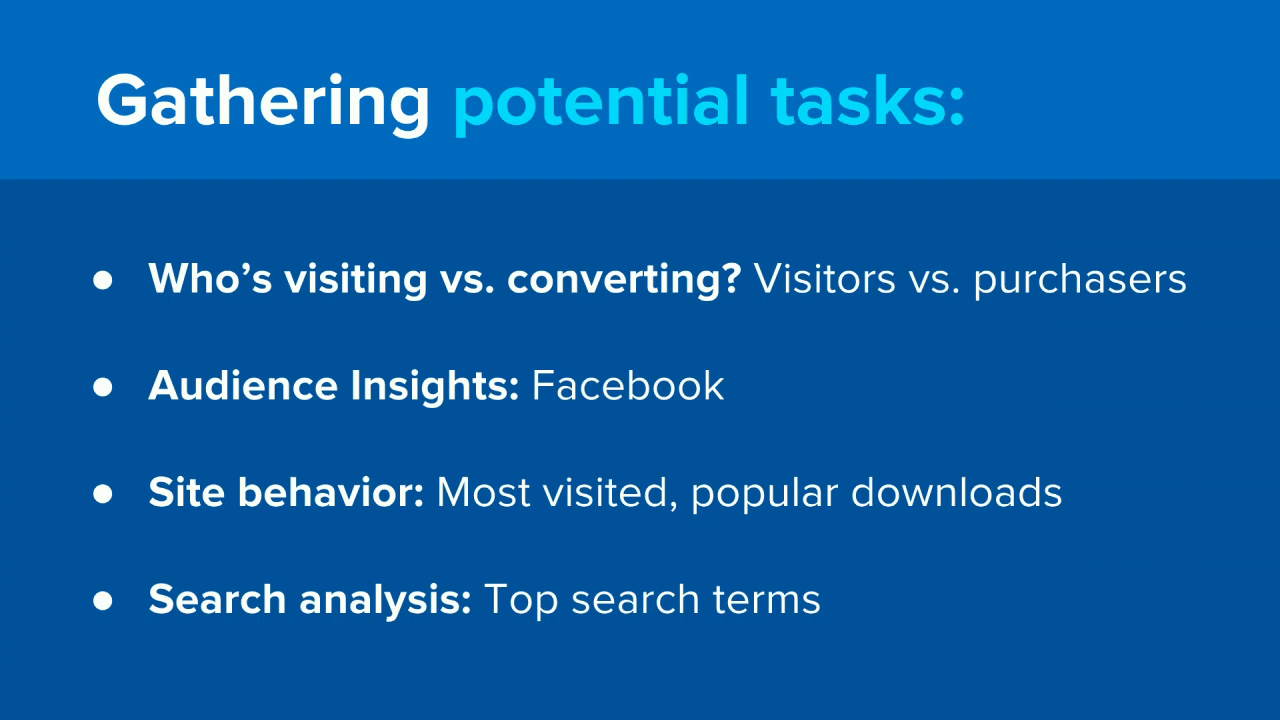 Gathering potential tasks:
● Who’s visiting vs. converting? Visitors vs. purchasers
● Audience Insights: Facebook
● Site behavior: Most visited, popular downloads
● Search analysis: Top search terms